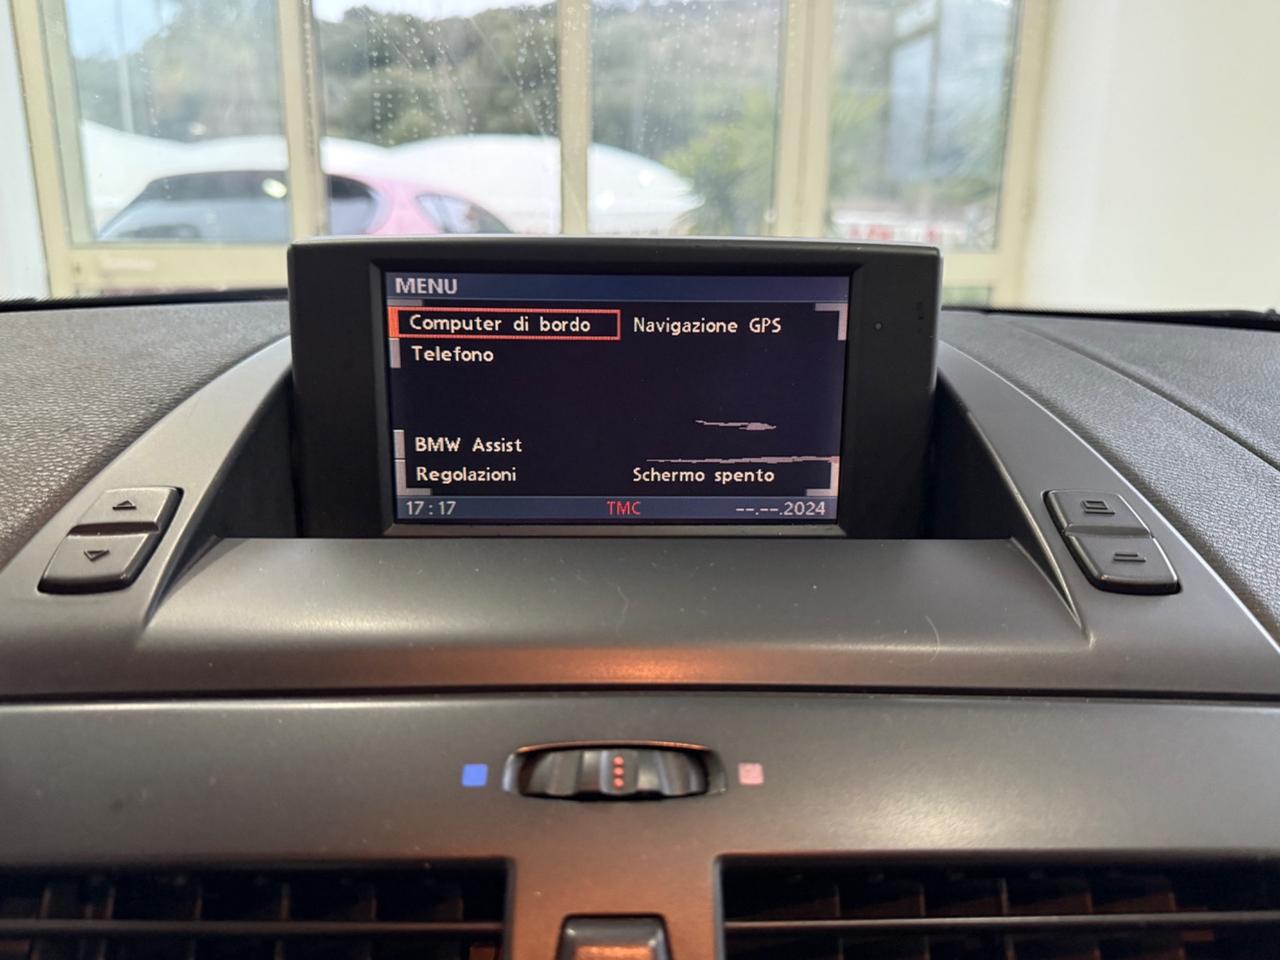 MENU
Computer di bordo Navigazione GPS
Telefono
BMW Assist
Regolazioni Schermo spento
17:17 TMC --.--.2024